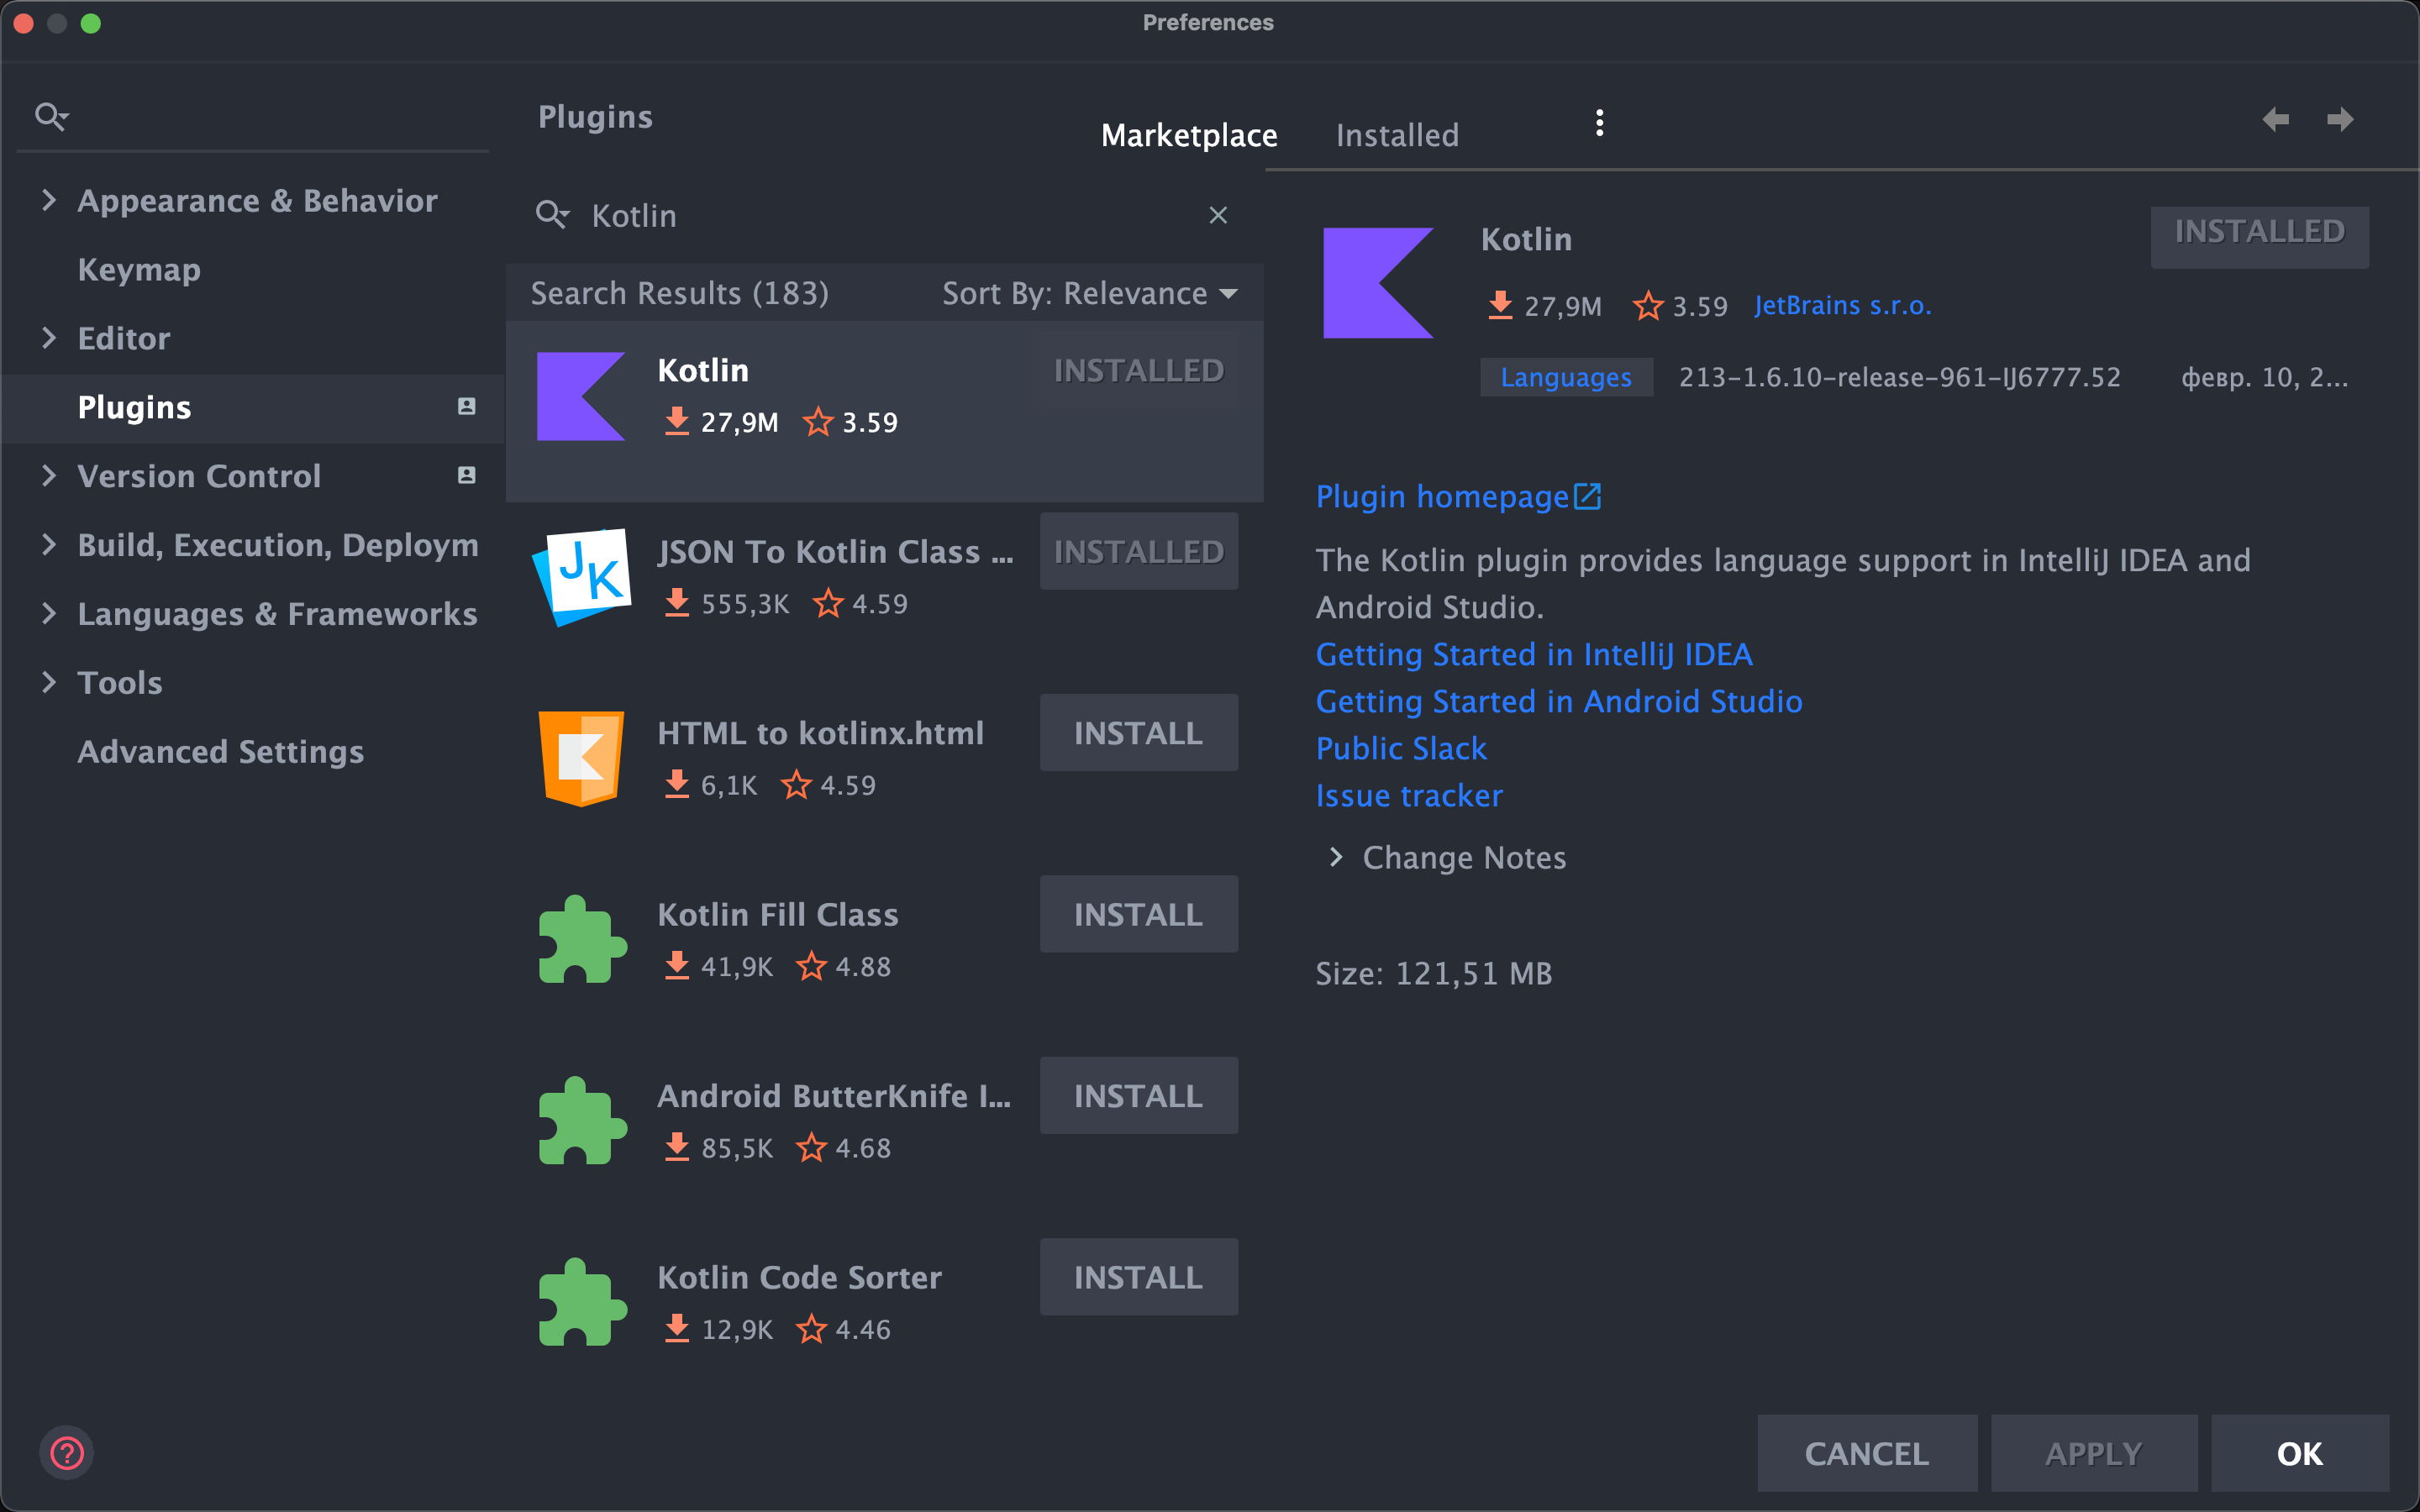 Preferences
Plugins
Marketplace
Installed
Appearance & Behavior
Keymap
Editor
Plugins
Version Control
Build, Execution, Deploym
Languages & Frameworks
Tools
Advanced Settings
Kotlin
Search Results (183)
Sort By: Relevance
Kotlin
INSTALLED
27,9M 3.59
JSON To Kotlin Class ...
INSTALLED
555,3K 4.59
HTML to kotlinx.html
INSTALL
6,1K 4.59
Kotlin Fill Class
INSTALL
41,9K 4.88
Android ButterKnife I...
INSTALL
85,5K 4.68
Kotlin Code Sorter
INSTALL
12,9K 4.46
Kotlin
INSTALLED
27,9M 3.59 JetBrains s.r.o.
Languages 213-1.6.10-release-961-IJ6777.52 февр. 10, 2...
Plugin homepage
The Kotlin plugin provides language support in IntelliJ IDEA and
Android Studio.
Getting Started in IntelliJ IDEA
Getting Started in Android Studio
Public Slack
Issue tracker
Change Notes
Size: 121,51 MB
?
CANCEL
APPLY
OK